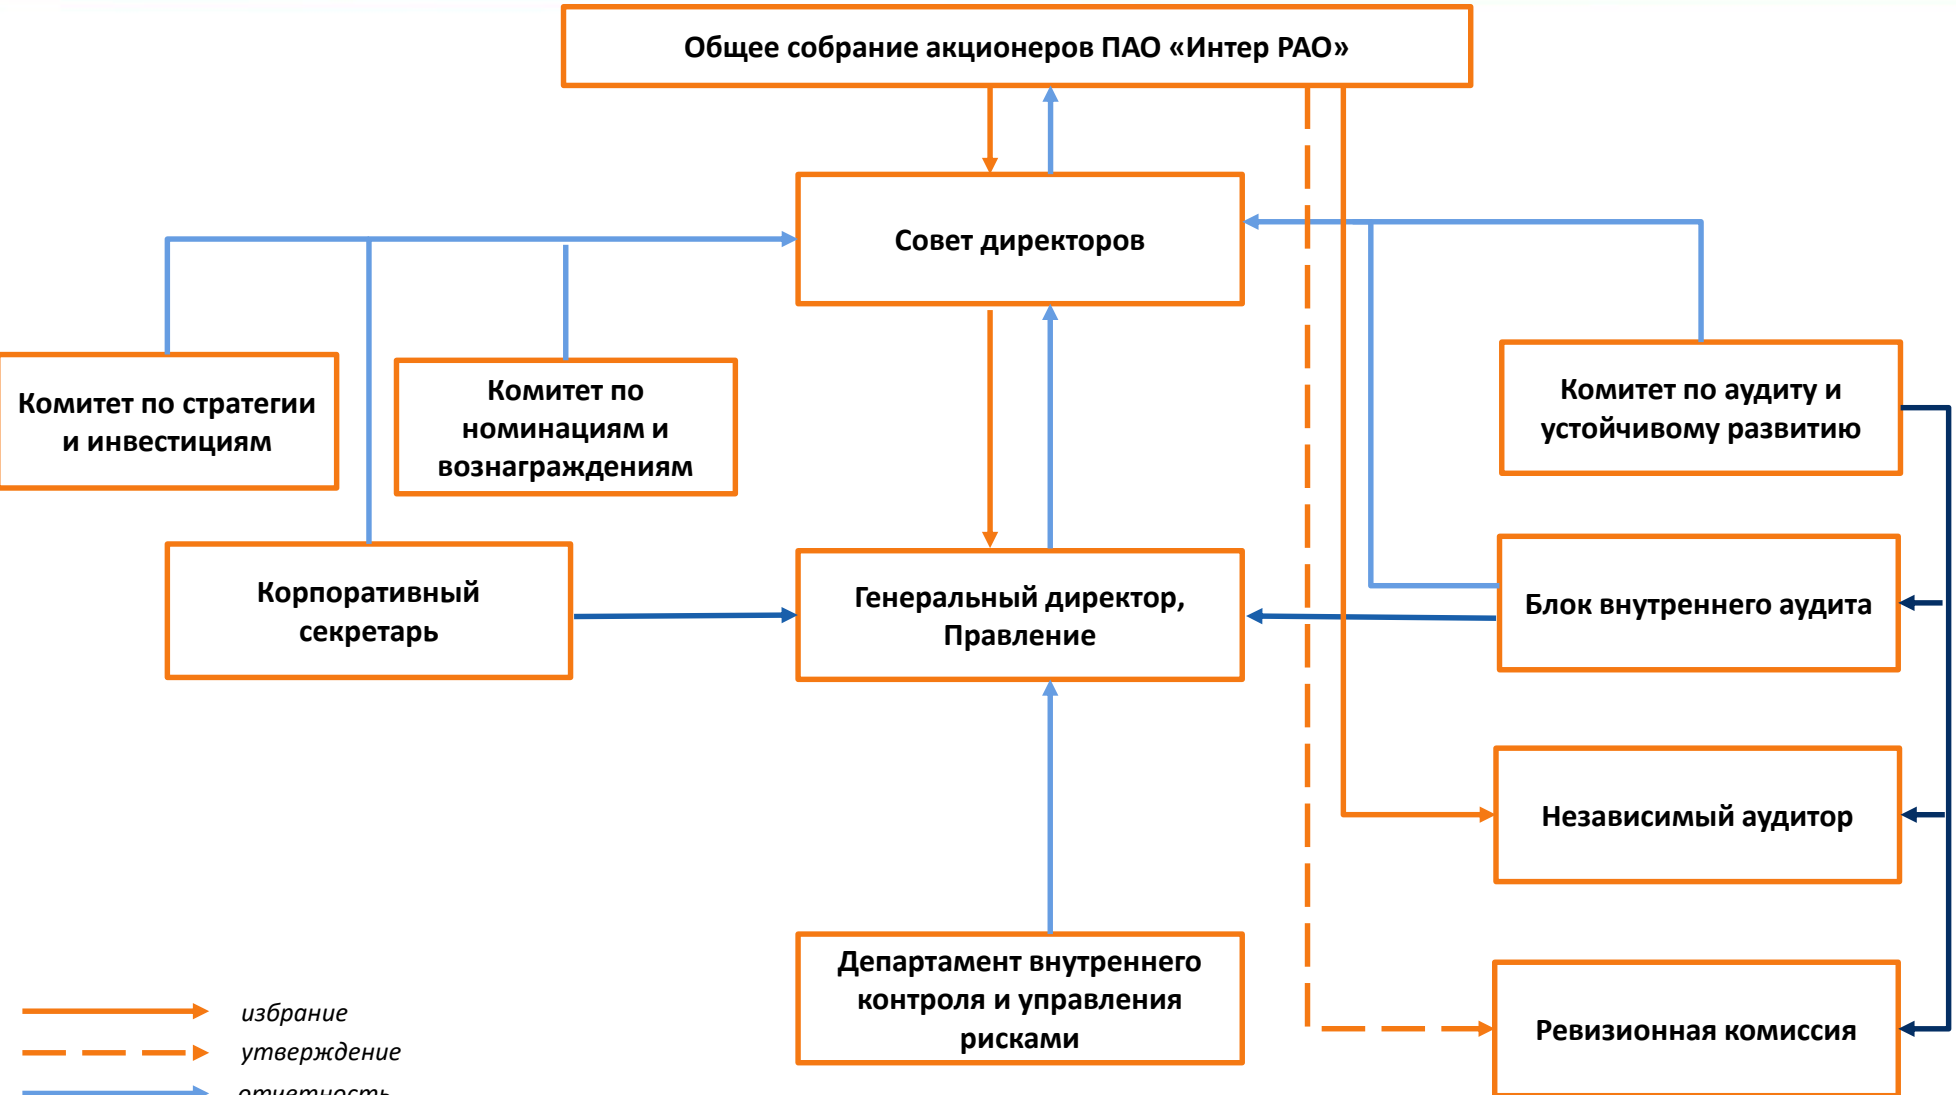 Общее собрание акционеров ПАО «Интер РАО»
Совет директоров
Комитет по стратегии
и инвестициям
Комитет по
номинациям и
вознаграждениям
Комитет по аудиту и
устойчивому развитию
Корпоративный
секретарь
Генеральный директор,
Правление
Блок внутреннего аудита
Независимый аудитор
Департамент внутреннего
контроля и управления
рисками
Ревизионная комиссия
избрание
утверждение
отчетность